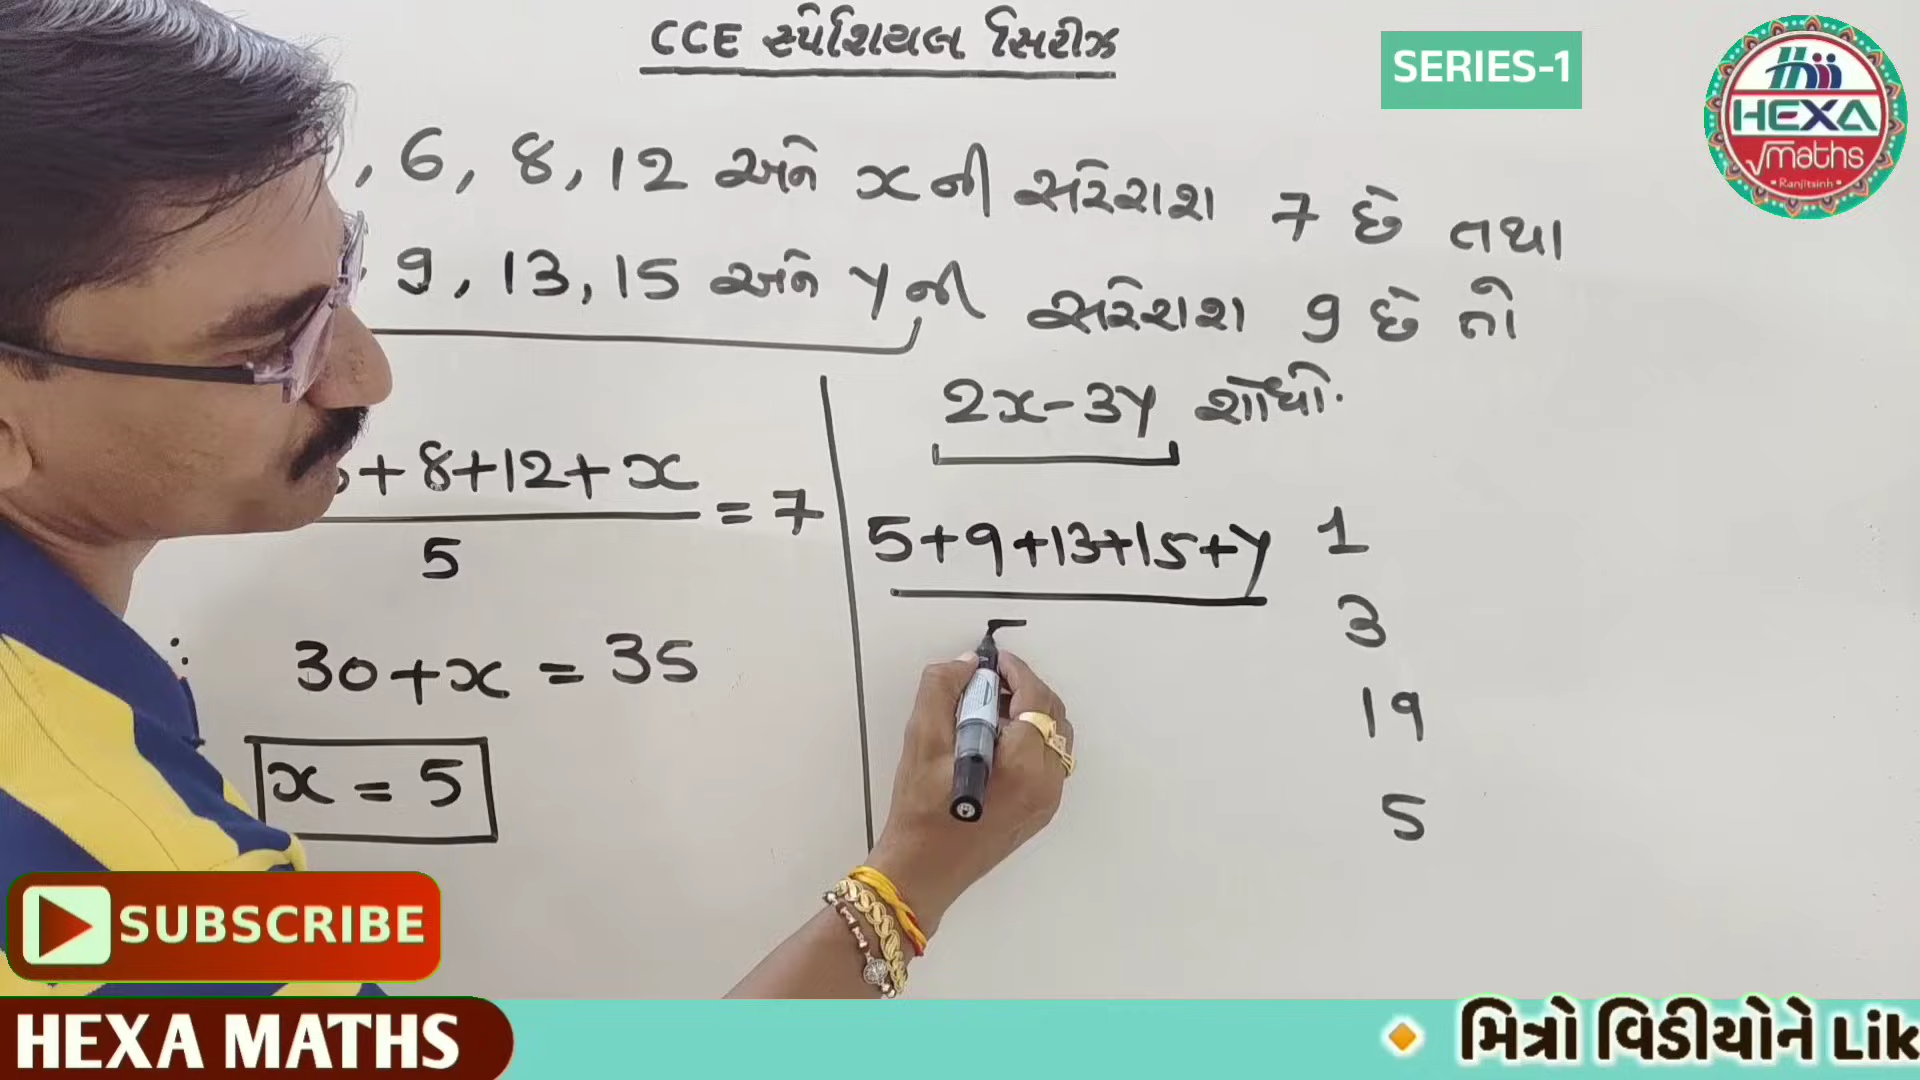 CCE સ્પેશિયલ સિરીઝ
SERIES-1
HEXA
√maths
Ranjitsinh
, 6, 8, 12 અને x ની સરેરાશ 7 છે તથા
, 9, 13, 15 અને y ની સરેરાશ 9 છે તો
2x-3y શોધો.
+ 8+12+x
= 7
5
30+x = 35
x = 5
5+9+13+15+y
1
3
19
5
SUBSCRIBE
HEXA MATHS
મિત્રો વિડીયોને Lik